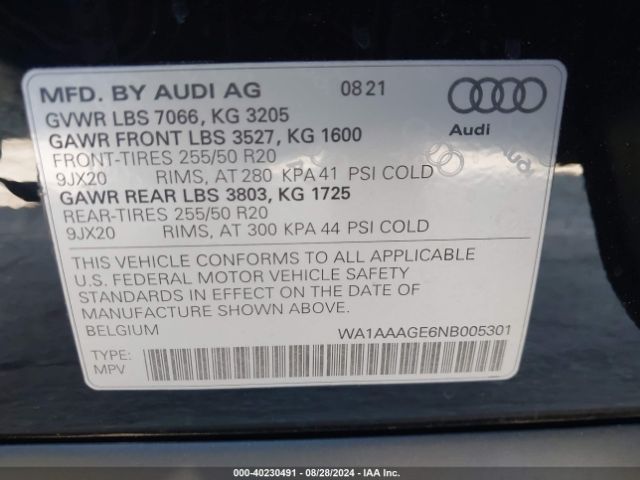 MFD. BY AUDI AG 08 21
GVWR LBS 7066, KG 3205
GAWR FRONT LBS 3527, KG 1600
FRONT-TIRES 255/50 R20
9JX20 RIMS, AT 280 KPA 41 PSI COLD
GAWR REAR LBS 3803, KG 1725
REAR-TIRES 255/50 R20
9JX20 RIMS, AT 300 KPA 44 PSI COLD
Audi
Audi
THIS VEHICLE CONFORMS TO ALL APPLICABLE
U.S. FEDERAL MOTOR VEHICLE SAFETY
STANDARDS IN EFFECT ON THE DATE OF
MANUFACTURE SHOWN ABOVE.
BELGIUM WA1AAAGE6NB005301
TYPE:
MPV
000-40230491 - 08/28/2024 - IAA Inc.